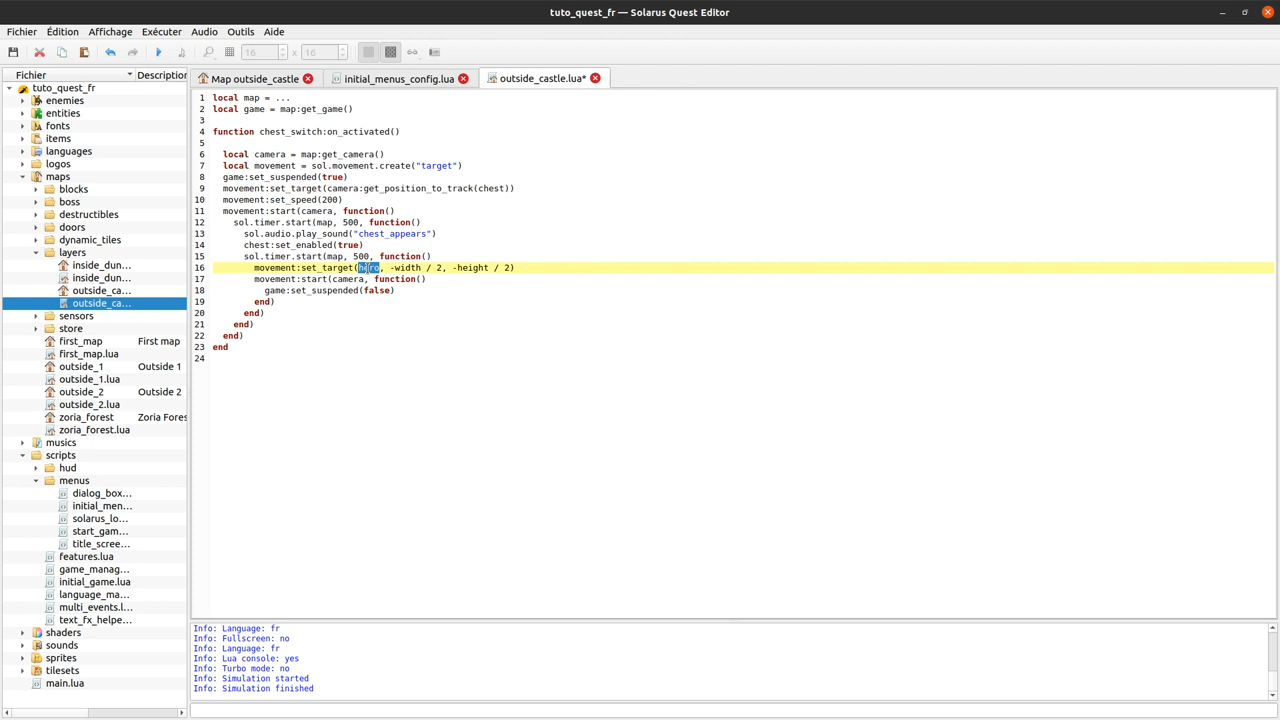 tuto_quest_fr — Solarus Quest Editor
Fichier Édition Affichage Exécuter Audio Outils Aide
16 x 16
Fichier Description
tuto_quest_fr
enemies
entities
fonts
items
languages
logos
maps
blocks
boss
destructibles
doors
dynamic_tiles
layers
inside_dun...
inside_dun...
outside_ca...
outside_ca...
sensors
store
first_map First map
first_map.lua
outside_1 Outside 1
outside_1.lua
outside_2 Outside 2
outside_2.lua
zoria_forest Zoria Fores
zoria_forest.lua
musics
scripts
hud
menus
dialog_box...
initial_men...
solarus_lo...
start_gam...
title_scree...
features.lua
game_manag...
initial_game.lua
language_ma...
multi_events.l...
text_fx_helpe...
shaders
sounds
sprites
tilesets
main.lua
Map outside_castle initial_menus_config.lua outside_castle.lua*
1 local map = ...
2 local game = map:get_game()
3
4 function chest_switch:on_activated()
5
6 local camera = map:get_camera()
7 local movement = sol.movement.create("target")
8 game:set_suspended(true)
9 movement:set_target(camera:get_position_to_track(chest))
10 movement:set_speed(200)
11 movement:start(camera, function()
12 sol.timer.start(map, 500, function()
13 sol.audio.play_sound("chest_appears")
14 chest:set_enabled(true)
15 sol.timer.start(map, 500, function()
16 movement:set_target(hero, -width / 2, -height / 2)
17 movement:start(camera, function()
18 game:set_suspended(false)
19 end)
20 end)
21 end)
22 end)
23 end
24
Info: Language: fr
Info: Fullscreen: no
Info: Language: fr
Info: Lua console: yes
Info: Turbo mode: no
Info: Simulation started
Info: Simulation finished